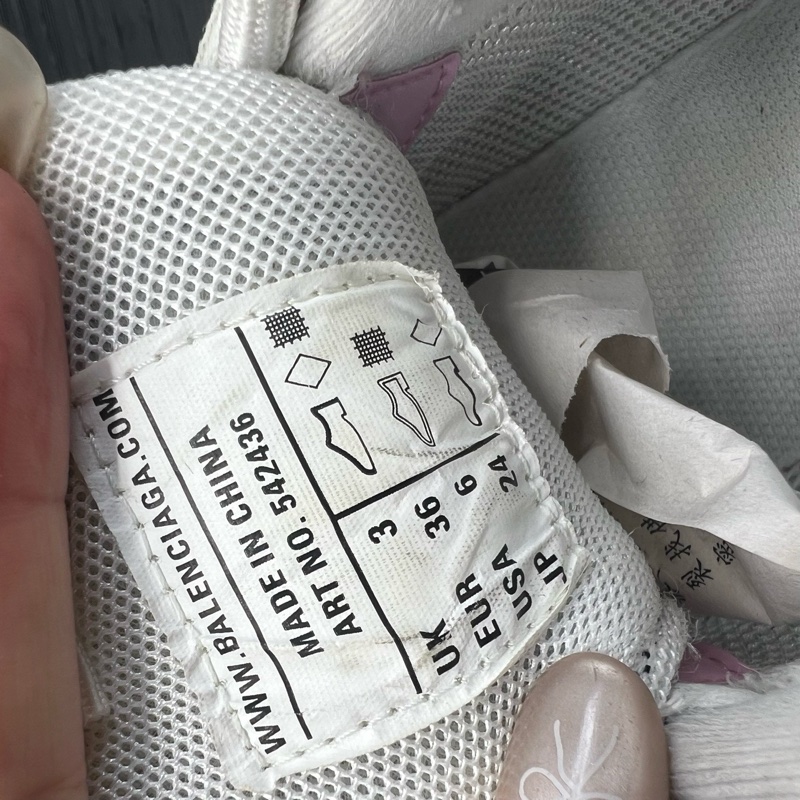 WWW.BALENCIAGA.COM
MADE IN CHINA
ART NO. 542436
UK 3
EUR 36
USA 6
JP 24